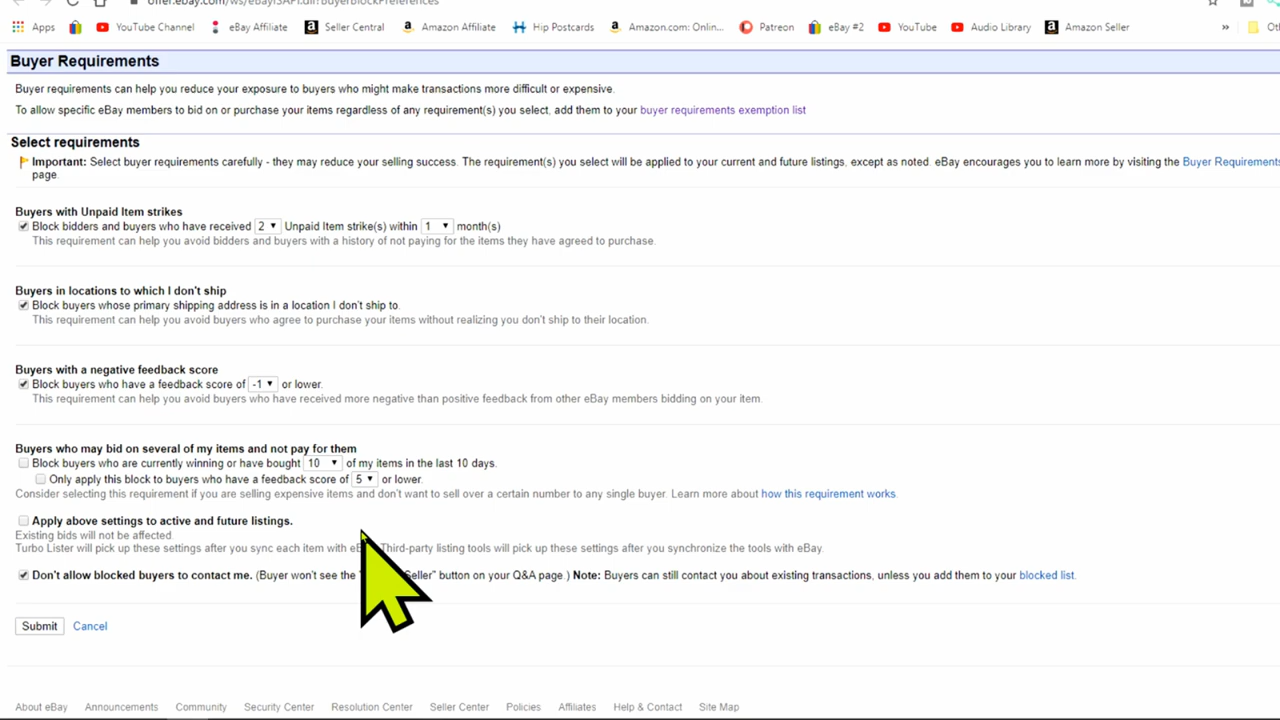 offer.ebay.com/ws/eBayISAPI.dll?BuyerBlockPreferences
Apps YouTube Channel eBay Affiliate Seller Central Amazon Affiliate Hip Postcards Amazon.com: Onlin... Patreon eBay #2 YouTube Audio Library Amazon Seller »
Buyer Requirements
Buyer requirements can help you reduce your exposure to buyers who might make transactions more difficult or expensive.
To allow specific eBay members to bid on or purchase your items regardless of any requirement(s) you select, add them to your buyer requirements exemption list
Select requirements
Important: Select buyer requirements carefully - they may reduce your selling success. The requirement(s) you select will be applied to your current and future listings, except as noted. eBay encourages you to learn more by visiting the Buyer Requirements
page.
Buyers with Unpaid Item strikes
Block bidders and buyers who have received 2 Unpaid Item strike(s) within 1 month(s)
This requirement can help you avoid bidders and buyers with a history of not paying for the items they have agreed to purchase.
Buyers in locations to which I don't ship
Block buyers whose primary shipping address is in a location I don't ship to.
This requirement can help you avoid buyers who agree to purchase your items without realizing you don't ship to their location.
Buyers with a negative feedback score
Block buyers who have a feedback score of -1 or lower.
This requirement can help you avoid buyers who have received more negative than positive feedback from other eBay members bidding on your item.
Buyers who may bid on several of my items and not pay for them
Block buyers who are currently winning or have bought 10 of my items in the last 10 days.
Only apply this block to buyers who have a feedback score of 5 or lower.
Consider selecting this requirement if you are selling expensive items and don't want to sell over a certain number to any single buyer. Learn more about how this requirement works.
Apply above settings to active and future listings.
Existing bids will not be affected.
Turbo Lister will pick up these settings after you sync each item with Third-party listing tools will pick up these settings after you synchronize the tools with eBay.
Don't allow blocked buyers to contact me. (Buyer won't see the Seller" button on your Q&A page.) Note: Buyers can still contact you about existing transactions, unless you add them to your blocked list.
Submit Cancel
About eBay Announcements Community Security Center Resolution Center Seller Center Policies Affiliates Help & Contact Site Map